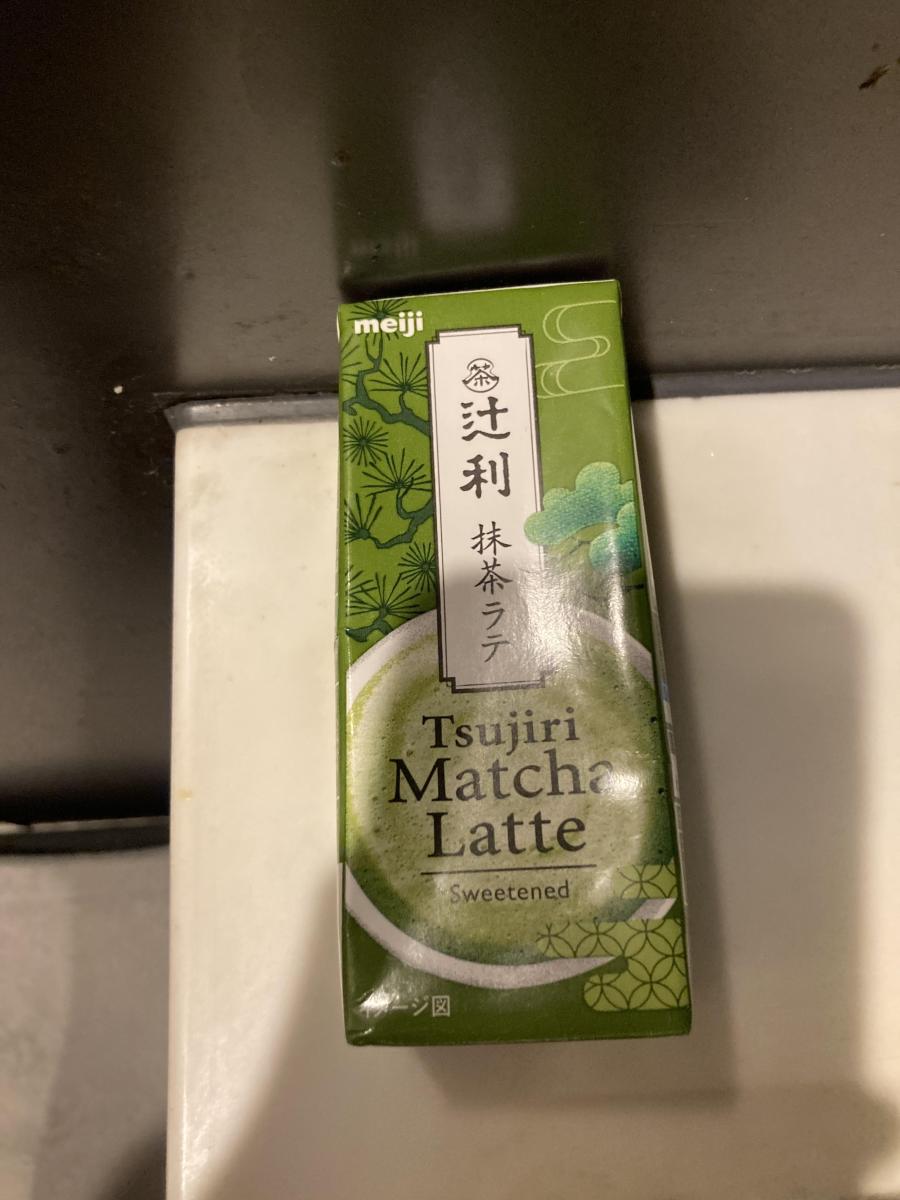 meiji
茶
辻利
抹茶ラテ
Tsujiri
Matcha
Latte
Sweetened
イメージ図